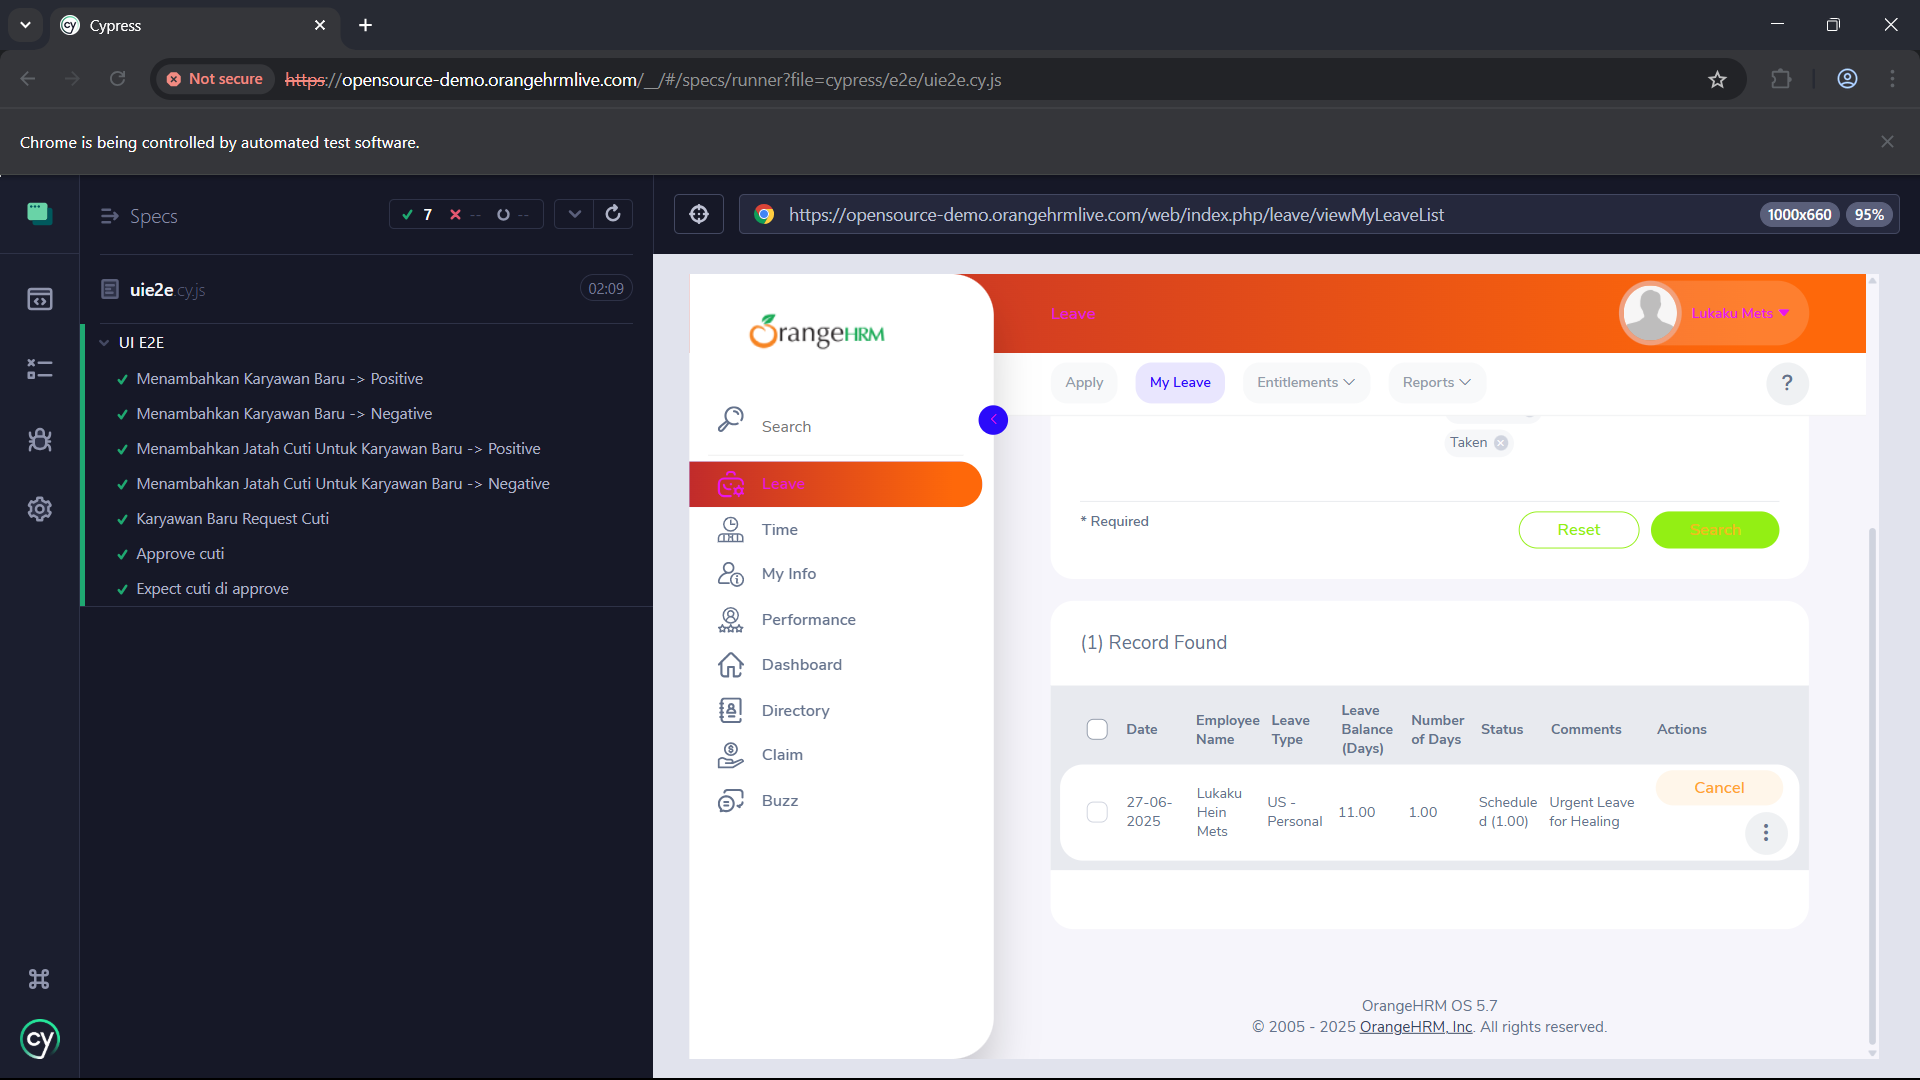 Cypress
Not secure
https://opensource-demo.orangehrmlive.com/__/#/specs/runner?file=cypress/e2e/uie2e.cy.js
Chrome is being controlled by automated test software.
Specs
7 -- --
uie2e.cy.js
02:09
UI E2E
Menambahkan Karyawan Baru -> Positive
Menambahkan Karyawan Baru -> Negative
Menambahkan Jatah Cuti Untuk Karyawan Baru -> Positive
Menambahkan Jatah Cuti Untuk Karyawan Baru -> Negative
Karyawan Baru Request Cuti
Approve cuti
Expect cuti di approve
cy
https://opensource-demo.orangehrmlive.com/web/index.php/leave/viewMyLeaveList
1000x660
95%
OrangeHRM
Search
Leave
Time
My Info
Performance
Dashboard
Directory
Claim
Buzz
Leave
Lukaku Mets
Apply
My Leave
Entitlements
Reports
?
Taken
* Required
Reset
Search
(1) Record Found
Date
Employee
Name
Leave
Type
Leave
Balance
(Days)
Number
of Days
Status
Comments
Actions
27-06-
2025
Lukaku
Hein
Mets
US -
Personal
11.00
1.00
Schedule
d (1.00)
Urgent Leave
for Healing
Cancel
OrangeHRM OS 5.7
© 2005 - 2025 OrangeHRM, Inc. All rights reserved.